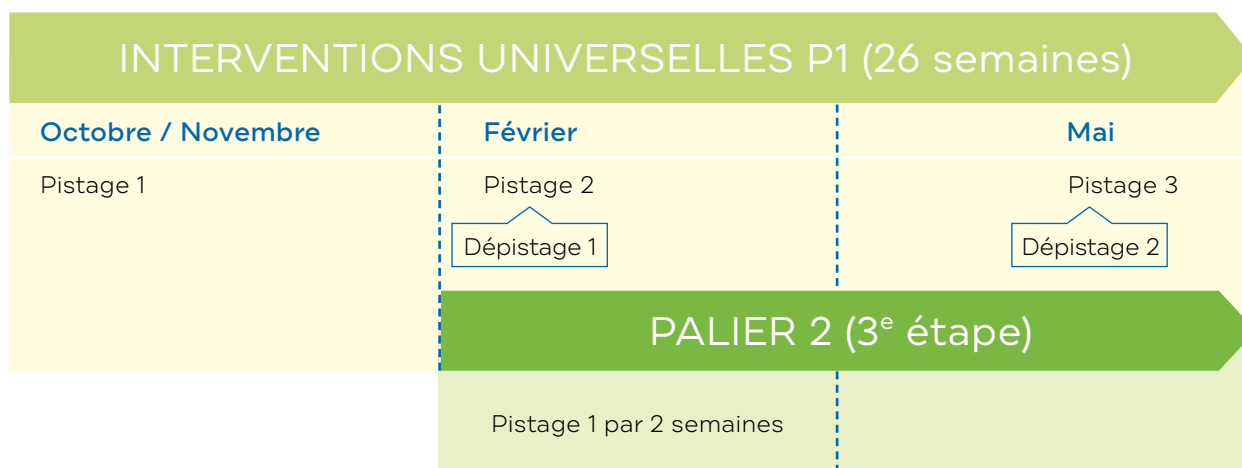 INTERVENTIONS UNIVERSELLES P1 (26 semaines)
Octobre / Novembre
Février
Mai
Pistage 1
Pistage 2
Pistage 3
Dépistage 1
Dépistage 2
PALIER 2 (3e étape)
Pistage 1 par 2 semaines